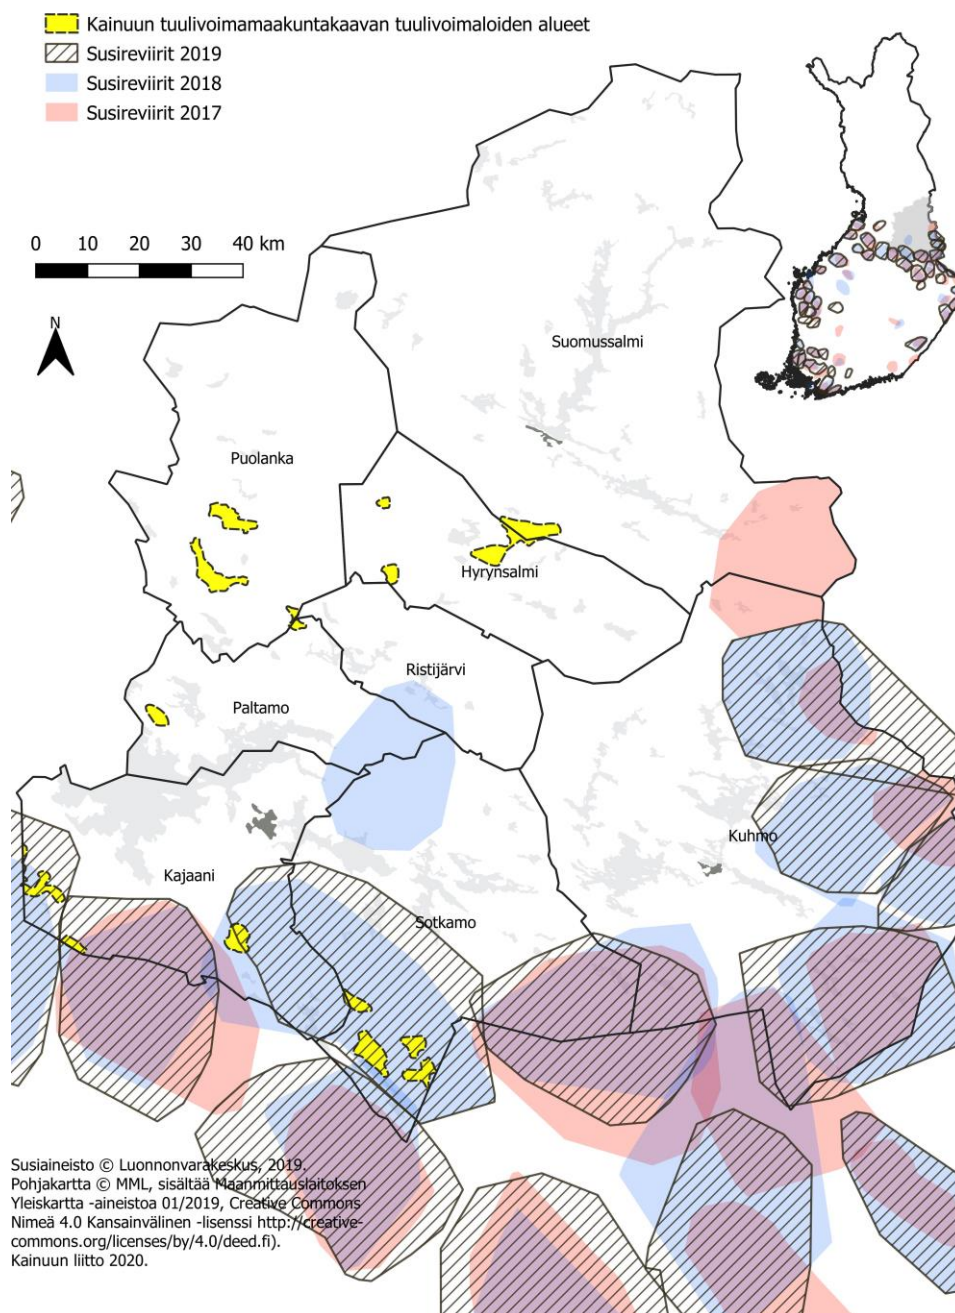 Kainuun tuulivoimamaakuntakaavan tuulivoimaloiden alueet
Susireviirit 2019
Susireviirit 2018
Susireviirit 2017
0 10 20 30 40 km
N
Suomussalmi
Puolanka
Hyrynsalmi
Ristijärvi
Paltamo
Kuhmo
Kajaani
Sotkamo
Susiaineisto © Luonnonvarakeskus, 2019.
Pohjakartta © MML, sisältää Maanmittauslaitoksen
Yleiskartta -aineistoa 01/2019, Creative Commons
Nimeä 4.0 Kansainvälinen -lisenssi http://creative-
commons.org/licenses/by/4.0/deed.fi).
Kainuun liitto 2020.